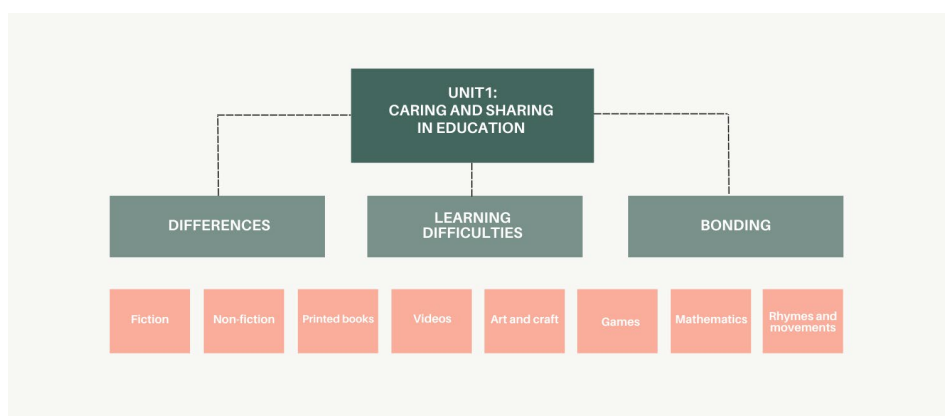 UNIT1:
CARING AND SHARING
IN EDUCATION
DIFFERENCES
LEARNING
DIFFICULTIES
BONDING
Fiction
Non-fiction
Printed books
Videos
Art and craft
Games
Mathematics
Rhymes and
movements